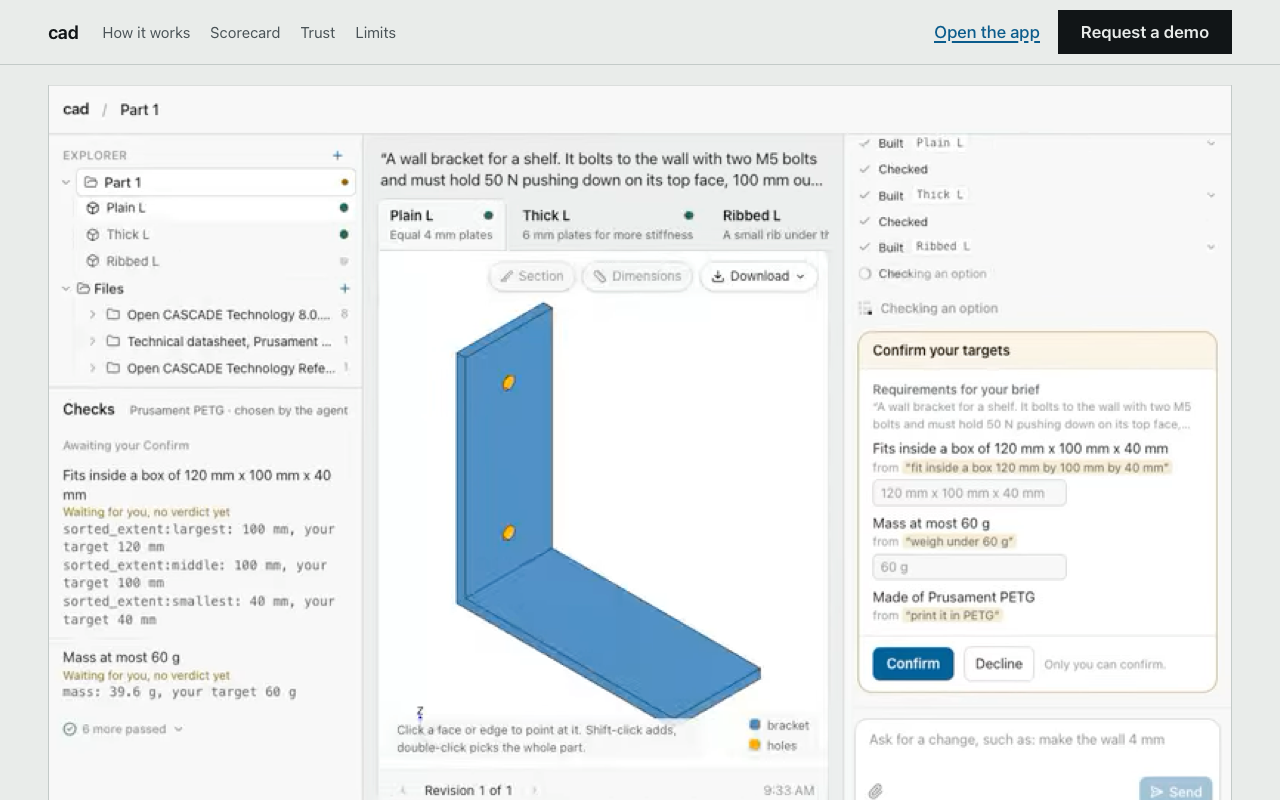 cad How it works Scorecard Trust Limits Open the app Request a demo
cad / Part 1
EXPLORER +
Part 1
Plain L
Thick L
Ribbed L
Files +
Open CASCADE Technology 8.0.... 8
Technical datasheet, Prusament ... 1
Open CASCADE Technology Refe... 1
Checks Prusament PETG · chosen by the agent
Awaiting your Confirm
Fits inside a box of 120 mm x 100 mm x 40
mm
Waiting for you, no verdict yet
sorted_extent:largest: 100 mm, your
target 120 mm
sorted_extent:middle: 100 mm, your
target 100 mm
sorted_extent:smallest: 40 mm, your
target 40 mm
Mass at most 60 g
Waiting for you, no verdict yet
mass: 39.6 g, your target 60 g
6 more passed
“A wall bracket for a shelf. It bolts to the wall with two M5 bolts
and must hold 50 N pushing down on its top face, 100 mm ou...
Plain L
Equal 4 mm plates
Thick L
6 mm plates for more stiffness
Ribbed L
A small rib under th
Section Dimensions Download
Z
Click a face or edge to point at it. Shift-click adds,
double-click picks the whole part.
bracket
holes
Revision 1 of 1 9:33 AM
Built Plain L
Checked
Built Thick L
Checked
Built Ribbed L
Checking an option
Checking an option
Confirm your targets
Requirements for your brief
“A wall bracket for a shelf. It bolts to the wall with two M5
bolts and must hold 50 N pushing down on its top face,...
Fits inside a box of 120 mm x 100 mm x 40 mm
from “fit inside a box 120 mm by 100 mm by 40 mm”
120 mm x 100 mm x 40 mm
Mass at most 60 g
from “weigh under 60 g”
60 g
Made of Prusament PETG
from “print it in PETG”
Confirm Decline Only you can confirm.
Ask for a change, such as: make the wall 4 mm
Send